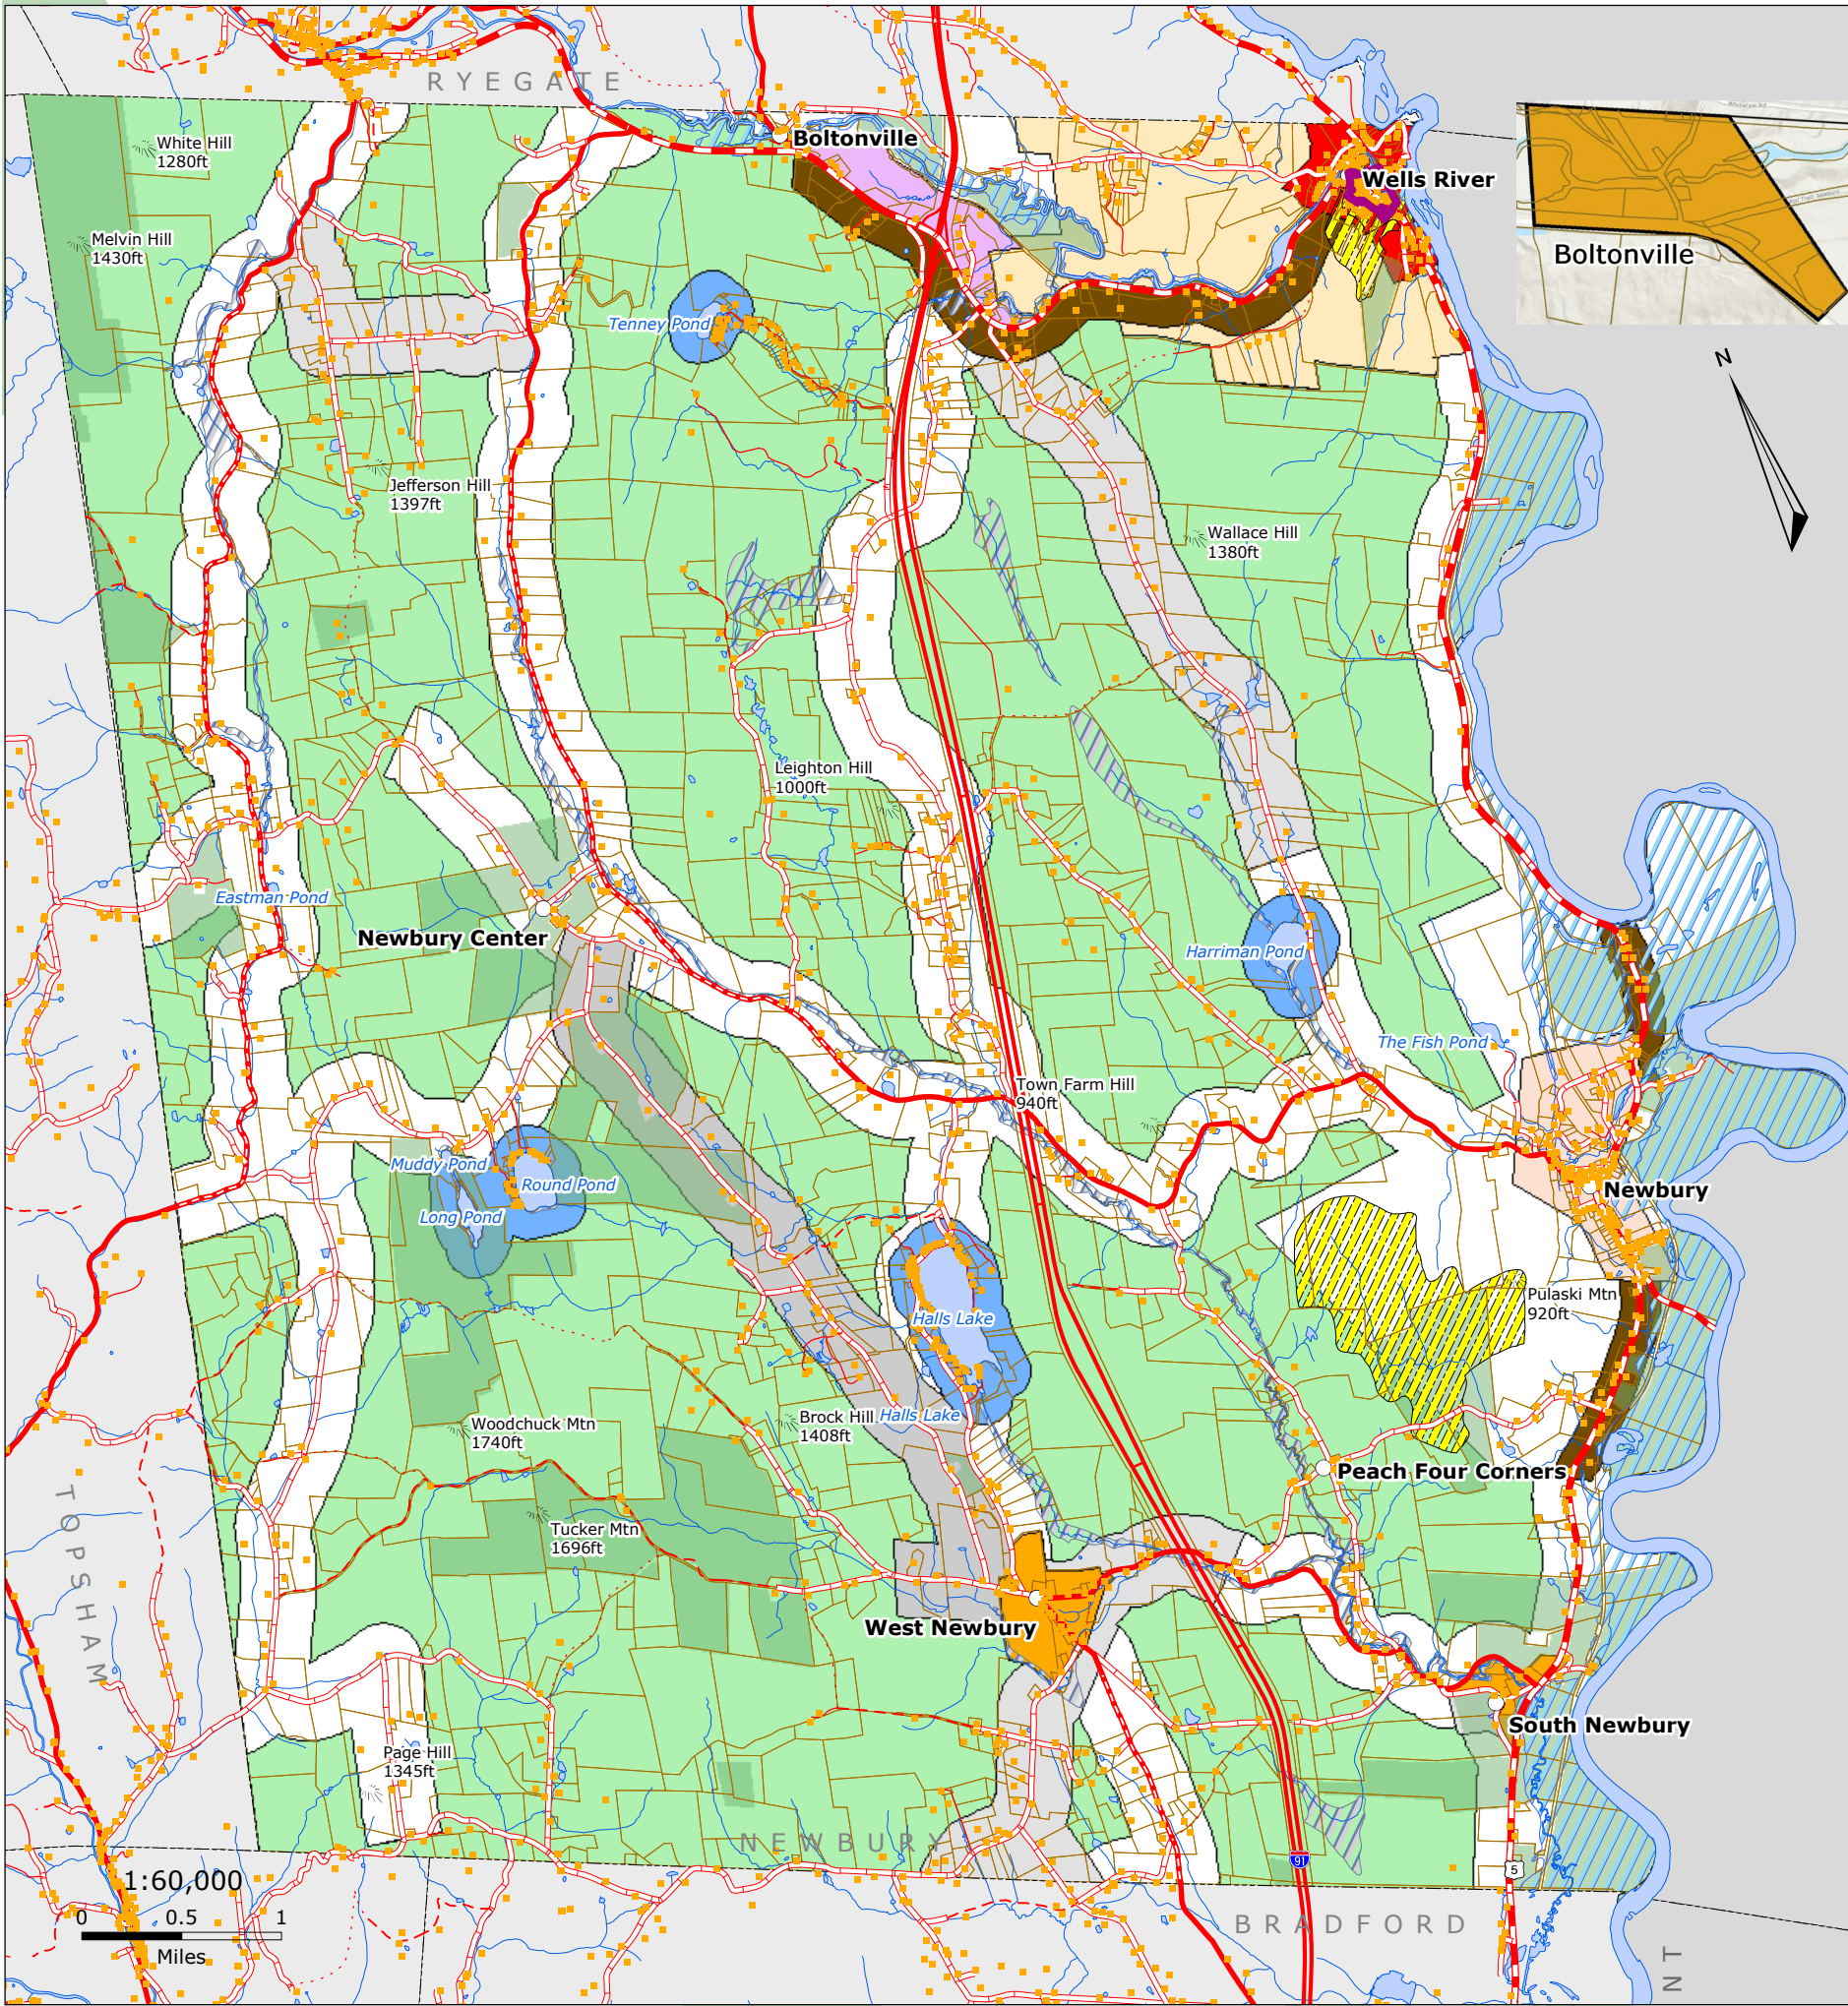 RYEGATE
White Hill
1280ft
Boltonville
Wells River
Melvin Hill
1430ft
Boltonville
Tenney Pond
N
Jefferson Hill
1397ft
Wallace Hill
1380ft
Leighton Hill
1000ft
Eastman Pond
Newbury Center
Harriman Pond
The Fish Pond
Town Farm Hill
940ft
Muddy Pond
Round Pond
Long Pond
Newbury
Halls Lake
Pulaski Mtn
920ft
Woodchuck Mtn
1740ft
Brock Hill
1408ft
Halls Lake
Peach Four Corners
TOPSHAM
Tucker Mtn
1696ft
West Newbury
South Newbury
Page Hill
1345ft
NEWBURY
91
5
1:60,000
0 0.5 1
Miles
BRADFORD
NT